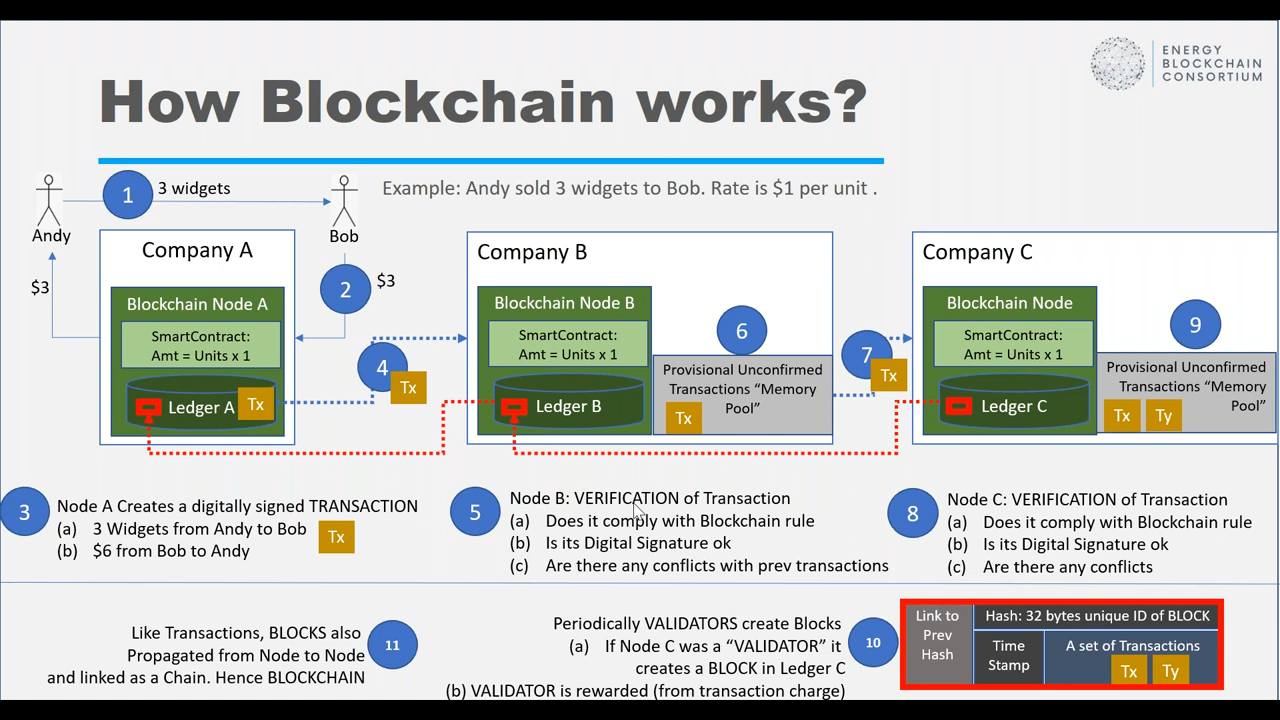 ENERGY
BLOCKCHAIN
CONSORTIUM
How Blockchain works?
1
3 widgets
Example: Andy sold 3 widgets to Bob. Rate is $1 per unit .
Andy
Bob
$3
2
$3
Company A
Blockchain Node A
SmartContract:
Amt = Units x 1
Ledger A
Tx
4
Tx
Company B
Blockchain Node B
SmartContract:
Amt = Units x 1
Ledger B
6
Provisional Unconfirmed
Transactions “Memory
Pool”
Tx
7
Tx
Company C
Blockchain Node
SmartContract:
Amt = Units x 1
Ledger C
9
Provisional Unconfirmed
Transactions “Memory
Pool”
Tx
Ty
3
Node A Creates a digitally signed TRANSACTION
(a) 3 Widgets from Andy to Bob
(b) $6 from Bob to Andy
Tx
5
Node B: VERIFICATION of Transaction
(a) Does it comply with Blockchain rule
(b) Is its Digital Signature ok
(c) Are there any conflicts with prev transactions
8
Node C: VERIFICATION of Transaction
(a) Does it comply with Blockchain rule
(b) Is its Digital Signature ok
(c) Are there any conflicts
Like Transactions, BLOCKS also
Propagated from Node to Node
and linked as a Chain. Hence BLOCKCHAIN
11
Periodically VALIDATORS create Blocks
(a) If Node C was a “VALIDATOR” it
creates a BLOCK in Ledger C
(b) VALIDATOR is rewarded (from transaction charge)
10
Link to
Prev
Hash
Hash: 32 bytes unique ID of BLOCK
Time
Stamp
A set of Transactions
Tx
Ty